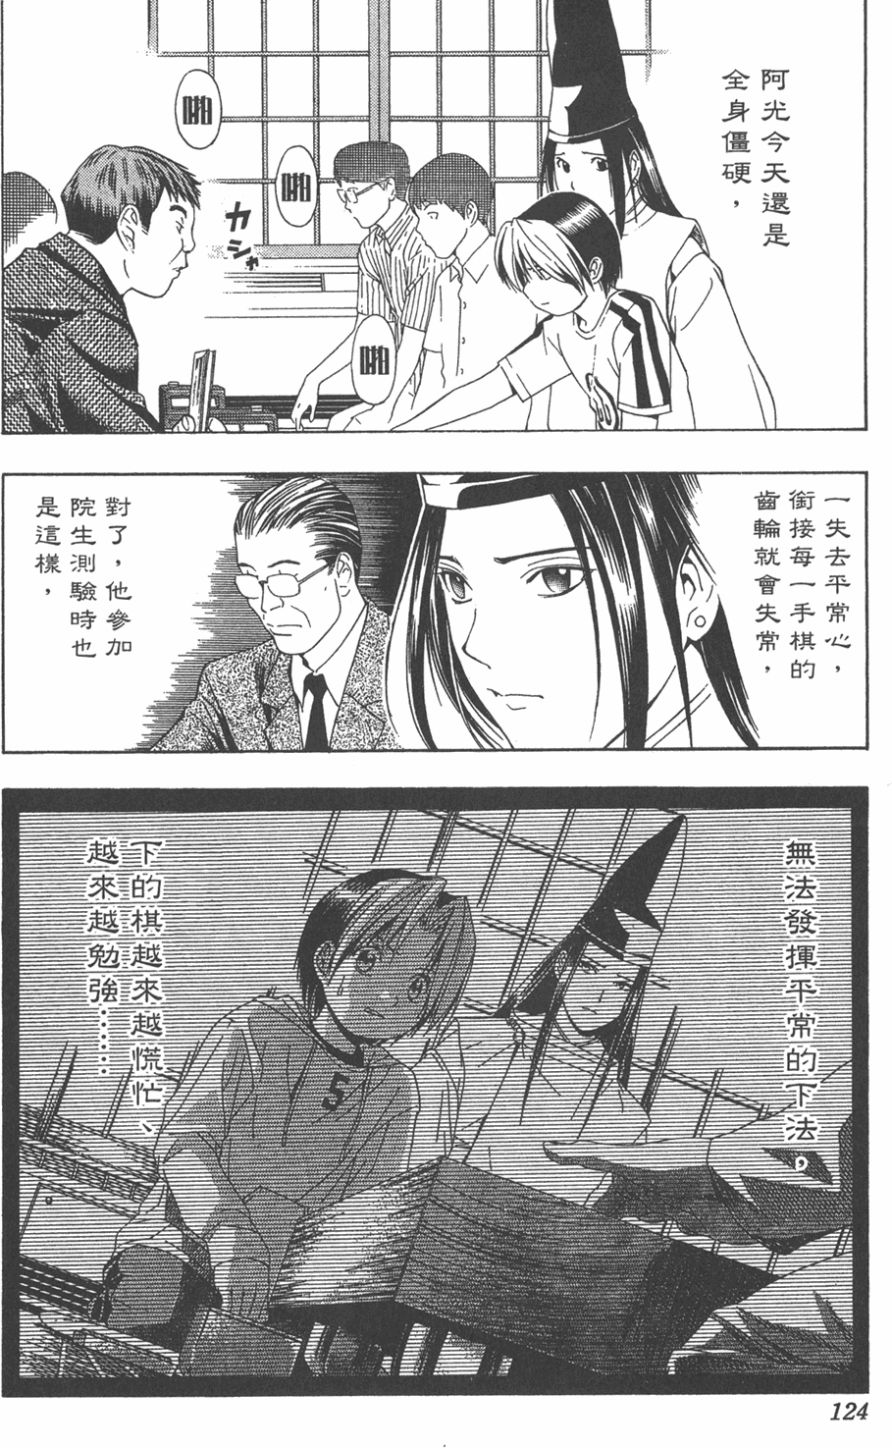 阿光今天還是
全身僵硬，
啪
啪
カシャ
啪
一失去平常心，
銜接每一手棋的
齒輪就會失常，
對了，他參加
院生測驗時也
是這樣，
無法發揮平常的下法，
下的棋越來越慌忙、
越來越勉強……
5
124